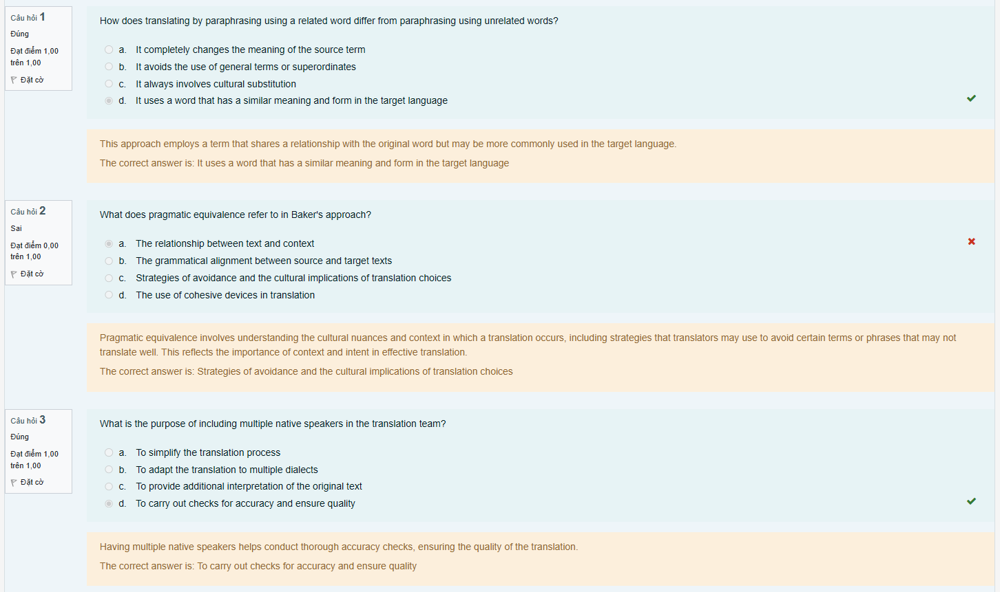 Câu hỏi 1
Đúng
Đạt điểm 1,00
trên 1,00
Đặt cờ
How does translating by paraphrasing using a related word differ from paraphrasing using unrelated words?
a. It completely changes the meaning of the source term
b. It avoids the use of general terms or superordinates
c. It always involves cultural substitution
d. It uses a word that has a similar meaning and form in the target language
This approach employs a term that shares a relationship with the original word but may be more commonly used in the target language.
The correct answer is: It uses a word that has a similar meaning and form in the target language
Câu hỏi 2
Sai
Đạt điểm 0,00
trên 1,00
Đặt cờ
What does pragmatic equivalence refer to in Baker's approach?
a. The relationship between text and context
b. The grammatical alignment between source and target texts
c. Strategies of avoidance and the cultural implications of translation choices
d. The use of cohesive devices in translation
Pragmatic equivalence involves understanding the cultural nuances and context in which a translation occurs, including strategies that translators may use to avoid certain terms or phrases that may not
translate well. This reflects the importance of context and intent in effective translation.
The correct answer is: Strategies of avoidance and the cultural implications of translation choices
Câu hỏi 3
Đúng
Đạt điểm 1,00
trên 1,00
Đặt cờ
What is the purpose of including multiple native speakers in the translation team?
a. To simplify the translation process
b. To adapt the translation to multiple dialects
c. To provide additional interpretation of the original text
d. To carry out checks for accuracy and ensure quality
Having multiple native speakers helps conduct thorough accuracy checks, ensuring the quality of the translation.
The correct answer is: To carry out checks for accuracy and ensure quality